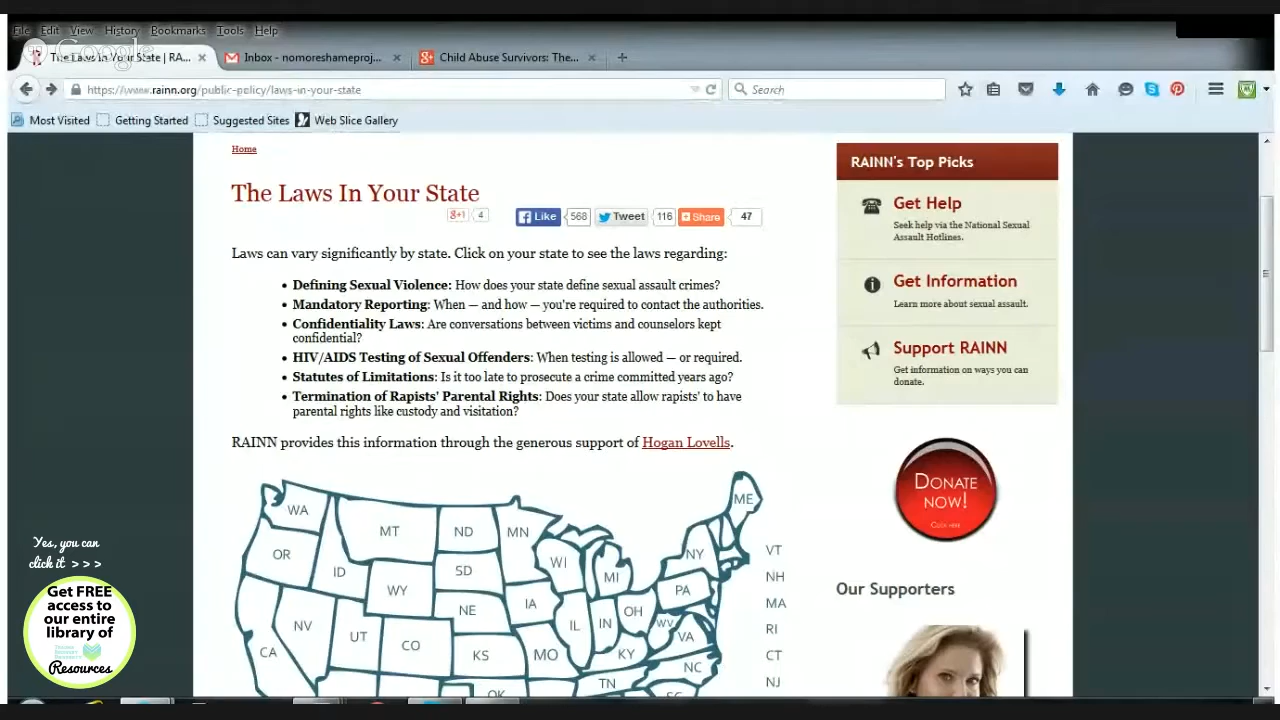 File Edit View History Bookmarks Tools Help
Google
The Laws In Your State | RA...
Inbox - nomoreshameproj...
Child Abuse Survivors: The...
https://www.rainn.org/public-policy/laws-in-your-state
Search
Most Visited Getting Started Suggested Sites Web Slice Gallery
Home
The Laws In Your State
g+1 4 Like 568 Tweet 116 Share 47
Laws can vary significantly by state. Click on your state to see the laws regarding:
• Defining Sexual Violence: How does your state define sexual assault crimes?
• Mandatory Reporting: When — and how — you're required to contact the authorities.
• Confidentiality Laws: Are conversations between victims and counselors kept
confidential?
• HIV/AIDS Testing of Sexual Offenders: When testing is allowed — or required.
• Statutes of Limitations: Is it too late to prosecute a crime committed years ago?
• Termination of Rapists' Parental Rights: Does your state allow rapists' to have
parental rights like custody and visitation?
RAINN provides this information through the generous support of Hogan Lovells.
WA
MT
ND
MN
ME
OR
ID
SD
WI
MI
NY
VT
WY
NH
NE
IA
PA
MA
NV
UT
CO
IL
IN
OH
WV
VA
RI
CA
KS
MO
KY
CT
NC
NJ
TN
OK
SC
RAINN's Top Picks
Get Help
Seek help via the National Sexual
Assault Hotlines.
Get Information
Learn more about sexual assault.
Support RAINN
Get information on ways you can
donate.
DONATE
NOW!
CLICK HERE
Our Supporters
Yes, you can
click it > > >
Get FREE
access to
our entire
library of
Resources